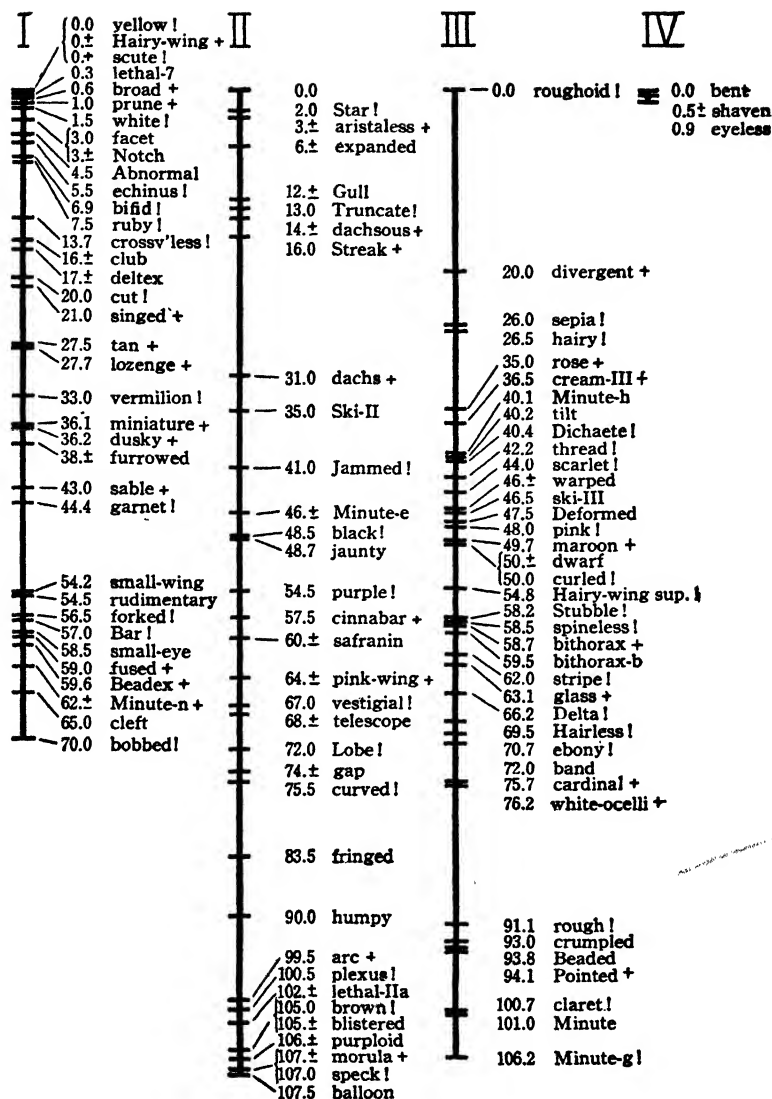 I
0.0 yellow !
0.± Hairy-wing +
0.+ scute !
0.3 lethal-7
0.6 broad +
1.0 prune +
1.5 white !
3.0 facet
3.± Notch
4.5 Abnormal
5.5 echinus !
6.9 bifid !
7.5 ruby !
13.7 crossv'less !
16.± club
17.± deltex
20.0 cut !
21.0 singed +
27.5 tan +
27.7 lozenge +
33.0 vermilion !
36.1 miniature +
36.2 dusky +
38.± furrowed
43.0 sable +
44.4 garnet !
54.2 small-wing
54.5 rudimentary
56.5 forked !
57.0 Bar !
58.5 small-eye
59.0 fused +
59.6 Beadex +
62.± Minute-n +
65.0 cleft
70.0 bobbed !
II
0.0
2.0 Star !
3.± aristaless +
6.± expanded
12.± Gull
13.0 Truncate !
14.± dachsous +
16.0 Streak +
31.0 dachs +
35.0 Ski-II
41.0 Jammed !
46.± Minute-e
48.5 black !
48.7 jaunty
54.5 purple !
57.5 cinnabar +
60.± safranin
64.± pink-wing +
67.0 vestigial !
68.± telescope
72.0 Lobe !
74.± gap
75.5 curved !
83.5 fringed
90.0 humpy
99.5 arc +
100.5 plexus !
102.± lethal-IIa
105.0 brown !
105.± blistered
106.± purploid
107.± morula +
107.0 speck !
107.5 balloon
III
0.0 roughoid !
20.0 divergent +
26.0 sepia !
26.5 hairy !
35.0 rose +
36.5 cream-III +
40.1 Minute-h
40.2 tilt
40.4 Dichaete !
42.2 thread !
44.0 scarlet !
46.± warped
46.5 ski-III
47.5 Deformed
48.0 pink !
49.7 maroon +
50.± dwarf
50.0 curled !
54.8 Hairy-wing sup. !
58.2 Stubble !
58.5 spineless !
58.7 bithorax +
59.5 bithorax-b
62.0 stripe !
63.1 glass +
66.2 Delta !
69.5 Hairless !
70.7 ebony !
72.0 band
75.7 cardinal +
76.2 white-ocelli +
91.1 rough !
93.0 crumpled
93.8 Beaded
94.1 Pointed +
100.7 claret !
101.0 Minute
106.2 Minute-g !
IV
0.0 bent
0.5± shaven
0.9 eyeless